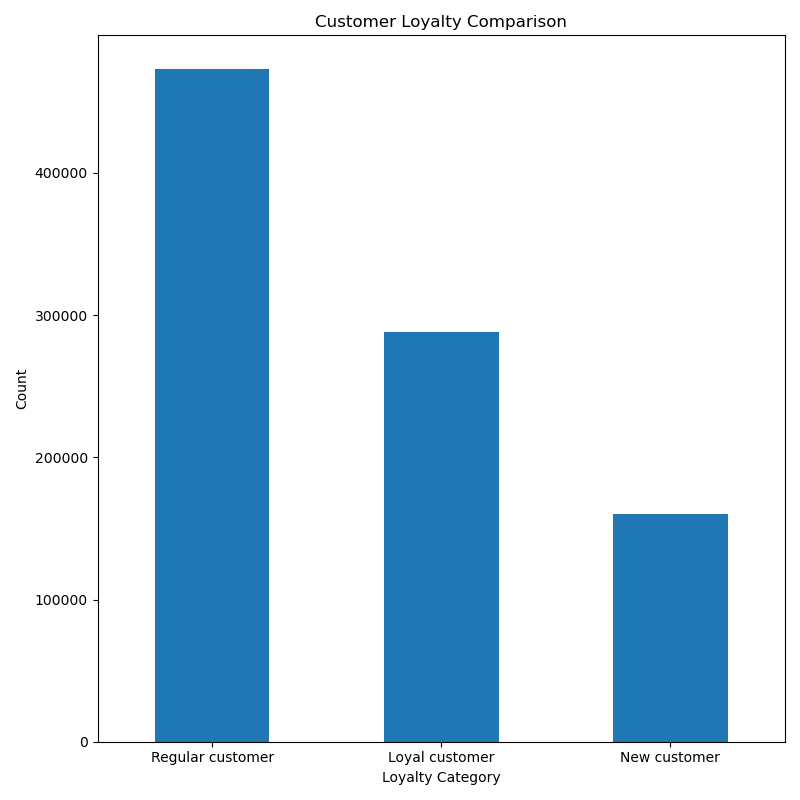 Customer Loyalty Comparison
Count
400000
300000
200000
100000
0
Regular customer
Loyal customer
New customer
Loyalty Category